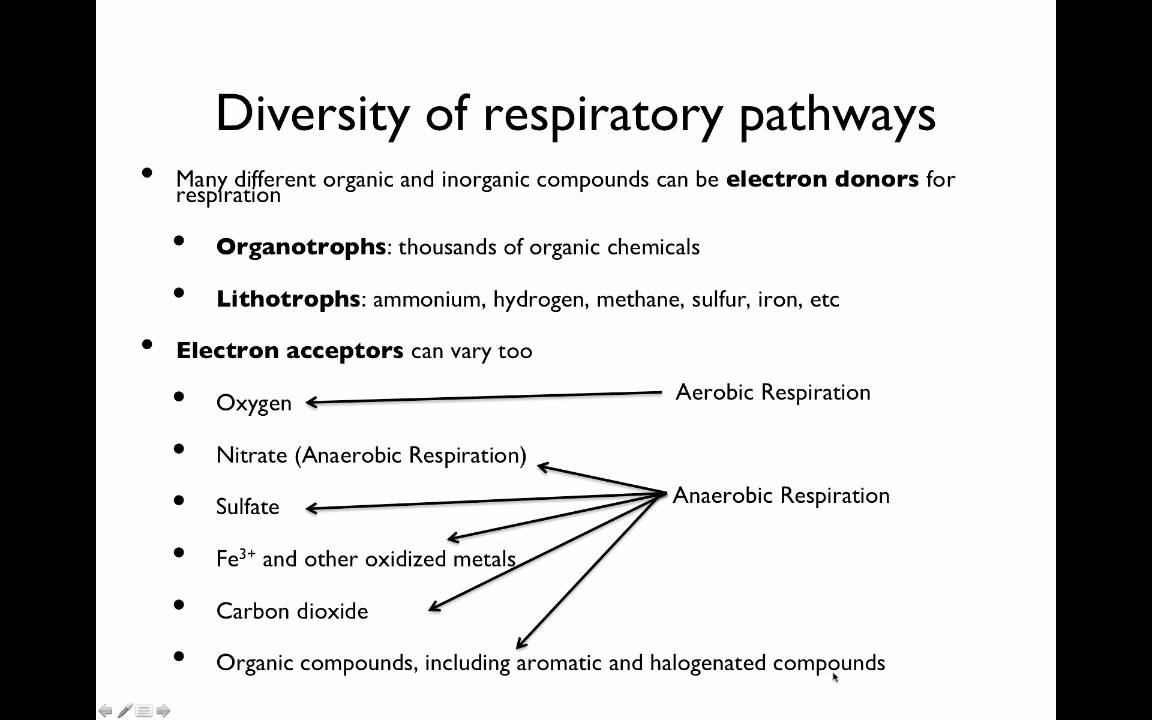 Diversity of respiratory pathways
• Many different organic and inorganic compounds can be electron donors for
respiration
• Organotrophs: thousands of organic chemicals
• Lithotrophs: ammonium, hydrogen, methane, sulfur, iron, etc
• Electron acceptors can vary too
• Oxygen
Aerobic Respiration
• Nitrate (Anaerobic Respiration)
• Sulfate
Anaerobic Respiration
• Fe³⁺ and other oxidized metals
• Carbon dioxide
• Organic compounds, including aromatic and halogenated compounds